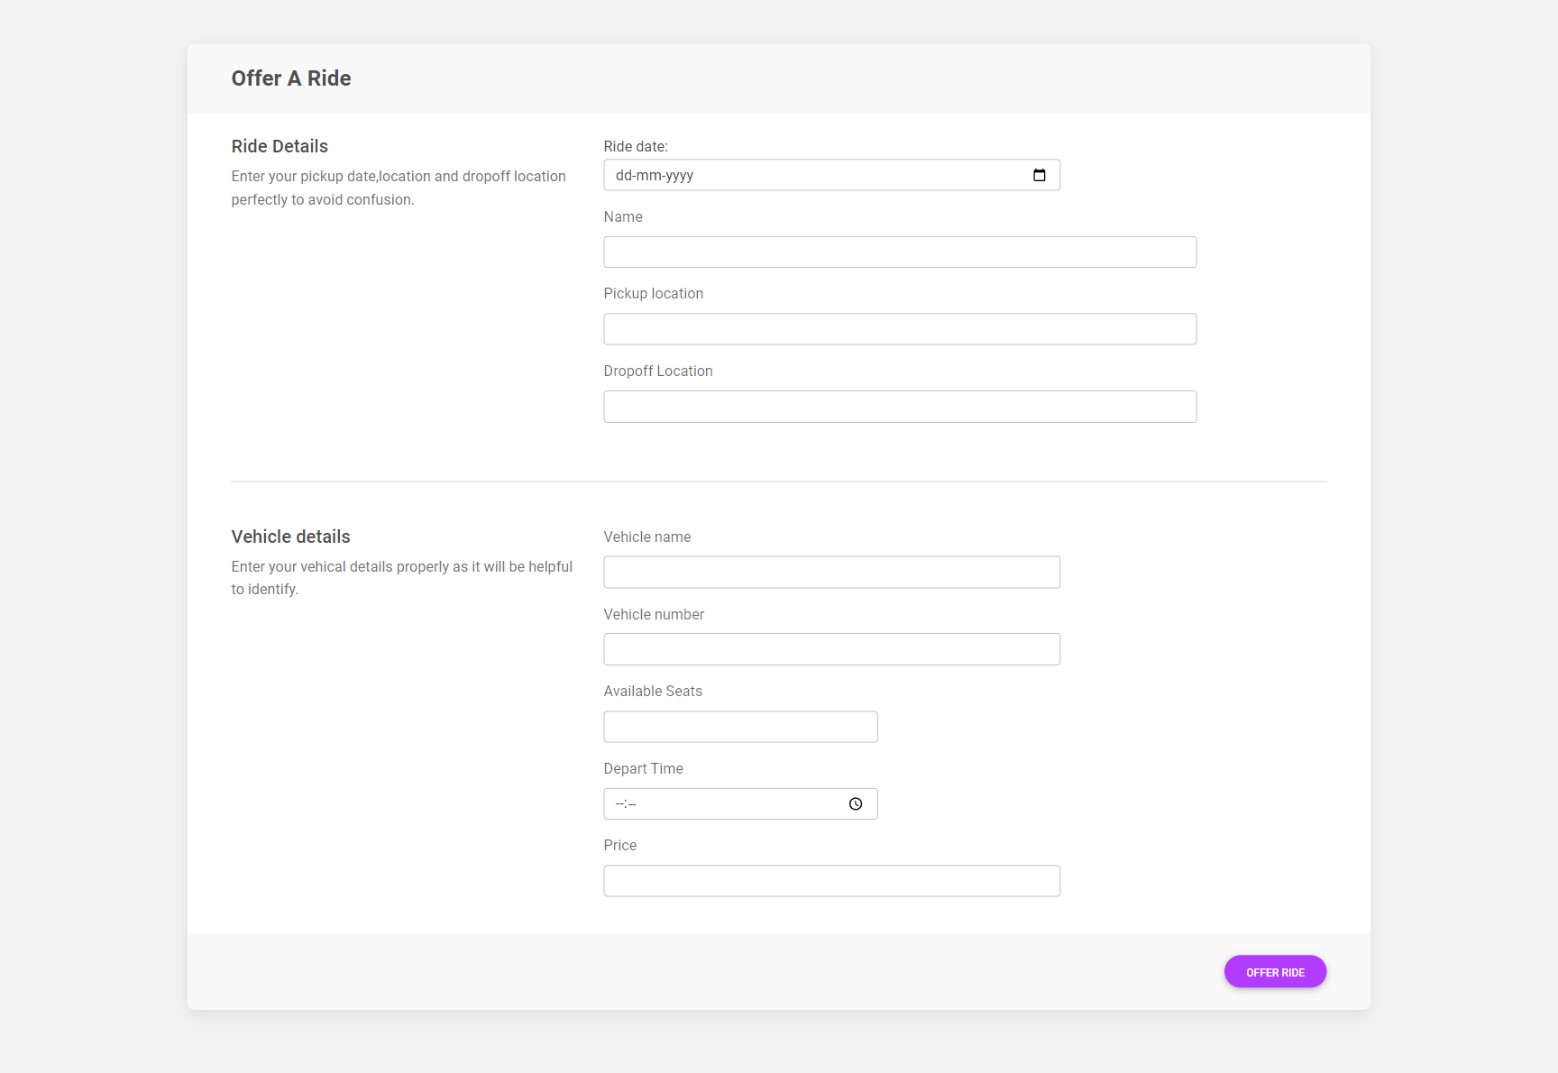 Offer A Ride
Ride Details
Enter your pickup date,location and dropoff location
perfectly to avoid confusion.
Ride date:
dd-mm-yyyy
Name
Pickup location
Dropoff Location
Vehicle details
Enter your vehical details properly as it will be helpful
to identify.
Vehicle name
Vehicle number
Available Seats
Depart Time
--:--
Price
OFFER RIDE